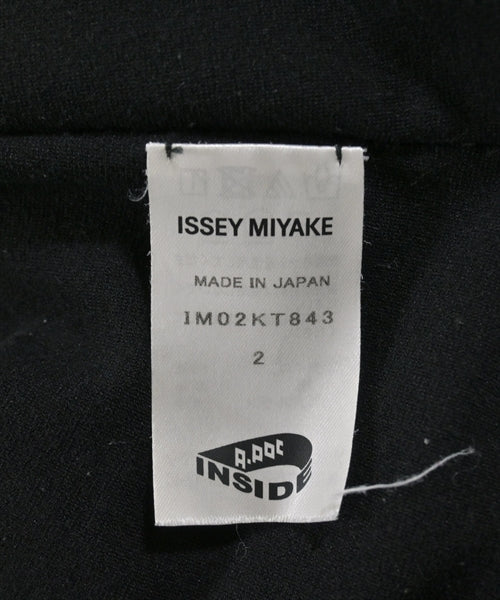 ISSEY MIYAKE
MADE IN JAPAN
IM02KT843
2
A-POC
INSIDE